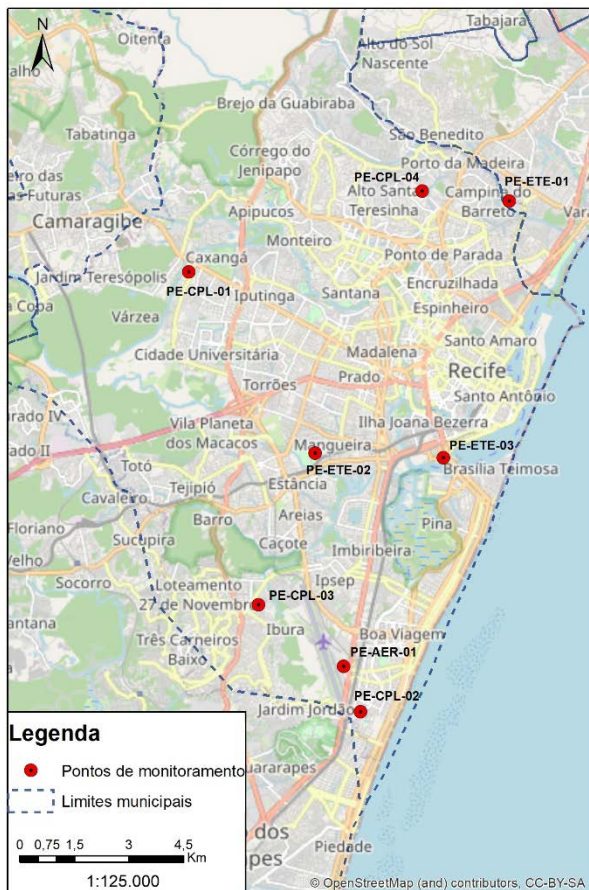 Tabajara
N
Oitenta
Alto do Sol
Nascente
Brejo da Guabiraba
Tabatinga
São Benedito
Córrego do
Jenipapo
Porto da Madeira
PE-CPL-04
Alto Santa
Teresinha
PE-ETE-01
Campina do
Barreto
das Futuras
Camaragibe
Apipucos
Monteiro
Caxangá
Ponto de Parada
Jardim Teresópolis
PE-CPL-01
Iputinga
Santana
Encruzilhada
Espinheiro
Várzea
Cidade Universitária
Madalena
Santo Amaro
Torrões
Prado
Recife
Santo Antônio
Vila Planeta
dos Macacos
Ilha Joana Bezerra
Mangueira
PE-ETE-03
PE-ETE-02
Brasília Teimosa
Totó
Estância
Cavaleiro
Tejipió
Areias
Barro
Pina
Floriano
Sucupira
Caçote
Imbiribeira
Socorro
Loteamento
27 de Novembro
Ipsep
PE-CPL-03
Três Carneiros
Baixo
Ibura
Boa Viagem
PE-AER-01
PE-CPL-02
Jardim Jordão
Legenda
Pontos de monitoramento
Limites municipais
0 0,75 1,5 3 4,5
Km
1:125.000
Piedade
© OpenStreetMap (and) contributors, CC-BY-SA